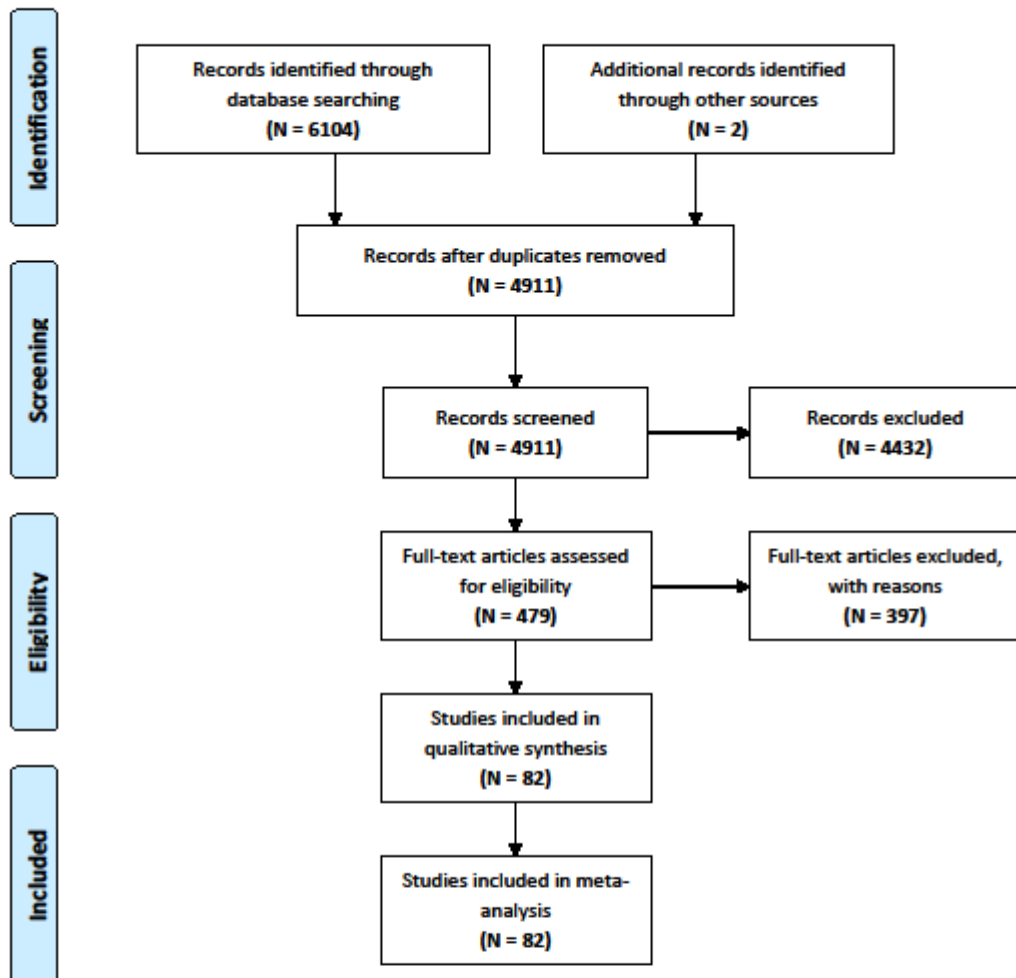 Identification
Records identified through
database searching
(N = 6104)
Additional records identified
through other sources
(N = 2)
Records after duplicates removed
(N = 4911)
Screening
Records screened
(N = 4911)
Records excluded
(N = 4432)
Eligibility
Full-text articles assessed
for eligibility
(N = 479)
Full-text articles excluded,
with reasons
(N = 397)
Studies included in
qualitative synthesis
(N = 82)
Included
Studies included in meta-
analysis
(N = 82)